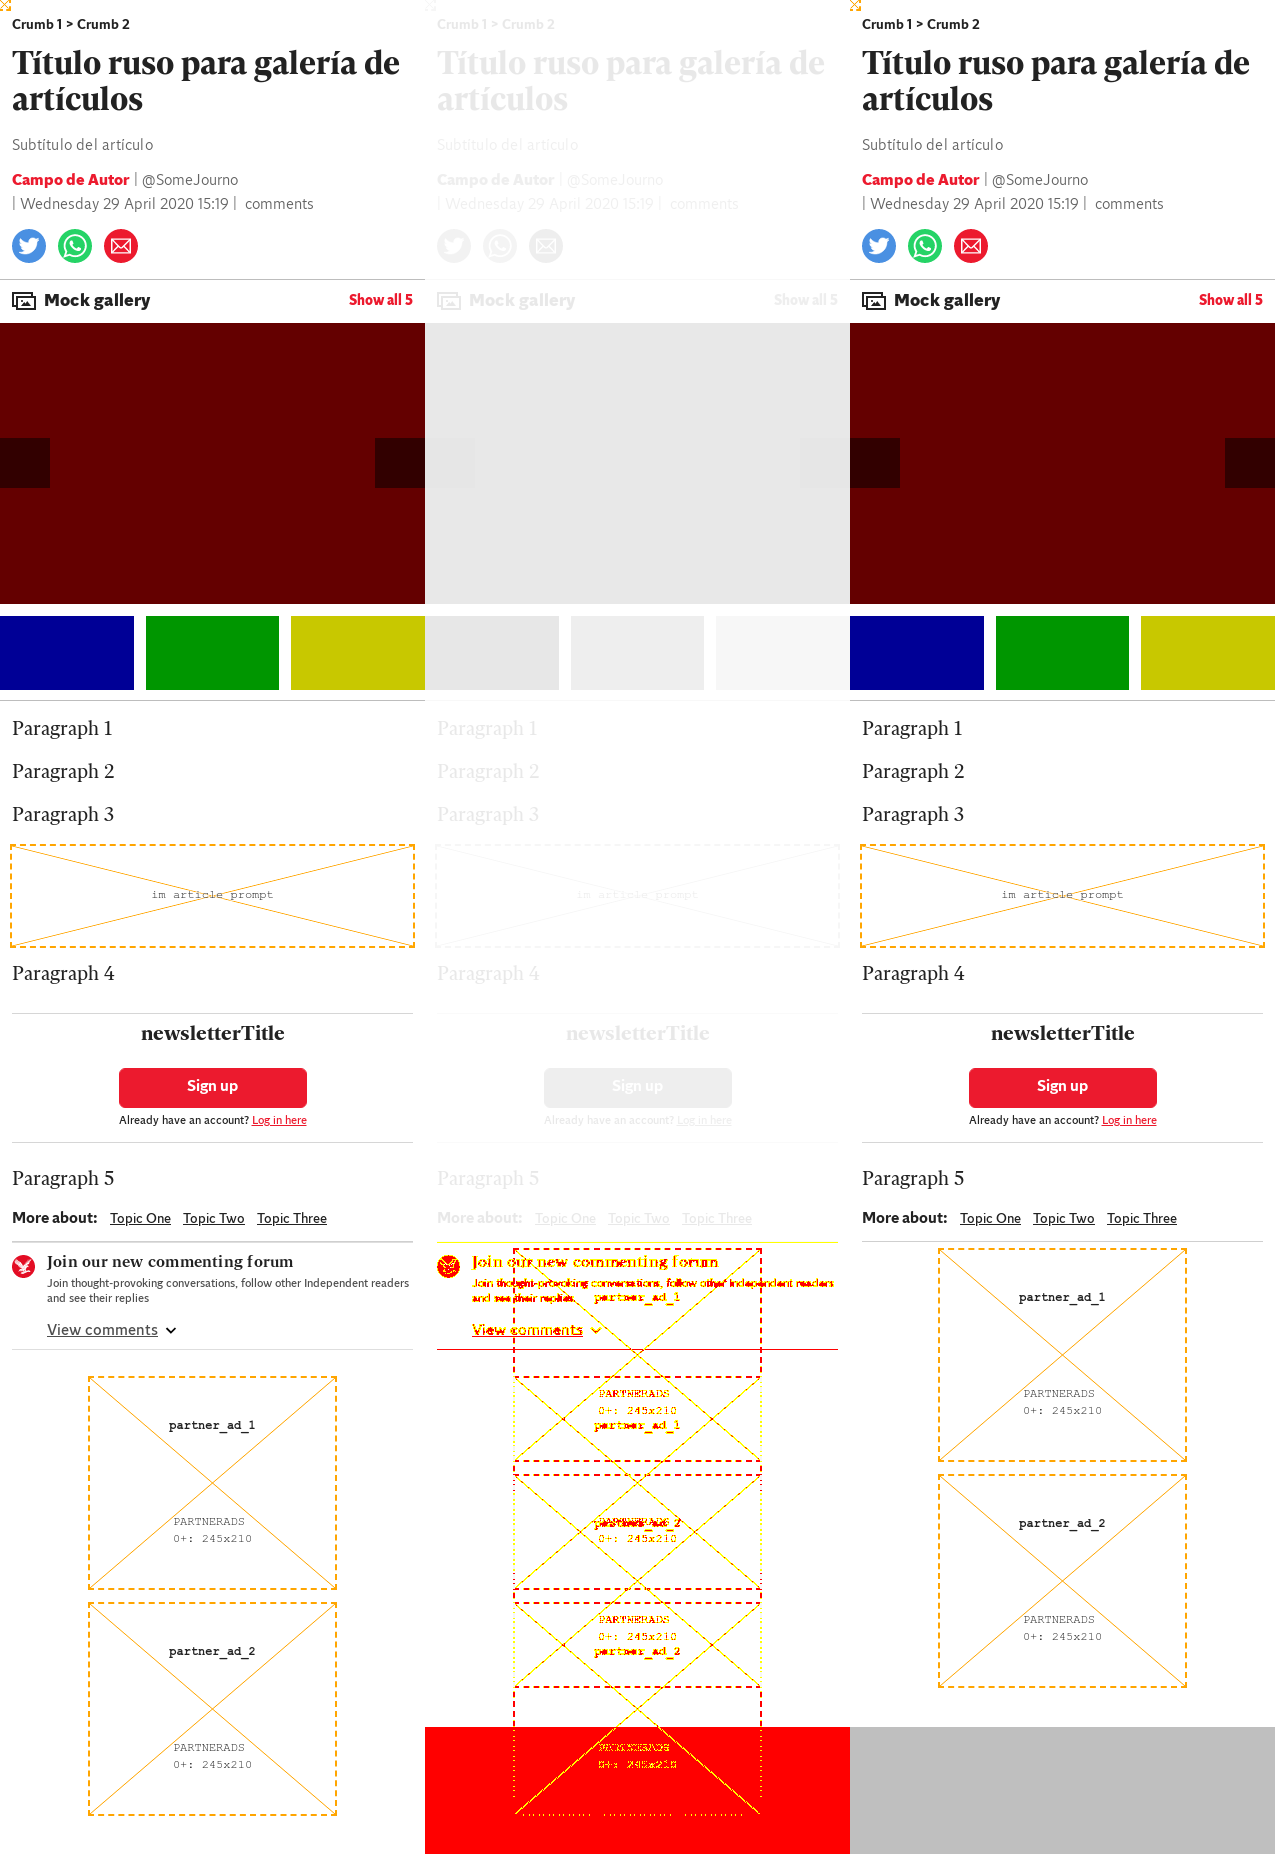 Crumb 1 > Crumb 2
Título ruso para galería de
artículos
Subtítulo del artículo
Campo de Autor | @SomeJourno
| Wednesday 29 April 2020 15:19 | comments
Mock gallery Show all 5
Paragraph 1
Paragraph 2
Paragraph 3
im article prompt
Paragraph 4
newsletterTitle
Sign up
Already have an account? Log in here
Paragraph 5
More about: Topic One Topic Two Topic Three
Join our new commenting forum
Join thought-provoking conversations, follow other Independent readers
and see their replies
View comments
partner_ad_1
PARTNERADS
0+: 245x210
partner_ad_2
PARTNERADS
0+: 245x210
Crumb 1 > Crumb 2
Título ruso para galería de
artículos
Subtítulo del artículo
Campo de Autor | @SomeJourno
| Wednesday 29 April 2020 15:19 | comments
Mock gallery Show all 5
Paragraph 1
Paragraph 2
Paragraph 3
im article prompt
Paragraph 4
newsletterTitle
Sign up
Already have an account? Log in here
Paragraph 5
More about: Topic One Topic Two Topic Three
Join our new commenting forum
Join thought-provoking conversations, follow other Independent readers
and see their replies
partner_ad_1
View comments
PARTNERADS
0+: 245x210
partner_ad_1
partner_ad_2
0+: 245x210
PARTNERADS
0+: 245x210
partner_ad_2
PARTNERADS
0+: 245x210
Crumb 1 > Crumb 2
Título ruso para galería de
artículos
Subtítulo del artículo
Campo de Autor | @SomeJourno
| Wednesday 29 April 2020 15:19 | comments
Mock gallery Show all 5
Paragraph 1
Paragraph 2
Paragraph 3
im article prompt
Paragraph 4
newsletterTitle
Sign up
Already have an account? Log in here
Paragraph 5
More about: Topic One Topic Two Topic Three
partner_ad_1
PARTNERADS
0+: 245x210
partner_ad_2
PARTNERADS
0+: 245x210